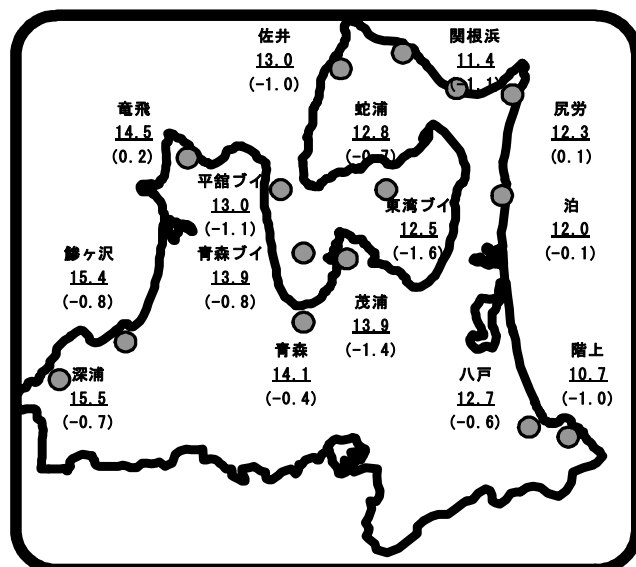 佐井
13.0
(-1.0)
関根浜
11.4
(-1.1)
竜飛
14.5
(0.2)
蛇浦
12.8
(-0.7)
尻労
12.3
(0.1)
平舘ブイ
13.0
(-1.1)
東湾ブイ
12.5
(-1.6)
泊
12.0
(-0.1)
鰺ヶ沢
15.4
(-0.8)
青森ブイ
13.9
(-0.8)
茂浦
13.9
(-1.4)
青森
14.1
(-0.4)
深浦
15.5
(-0.7)
八戸
12.7
(-0.6)
階上
10.7
(-1.0)